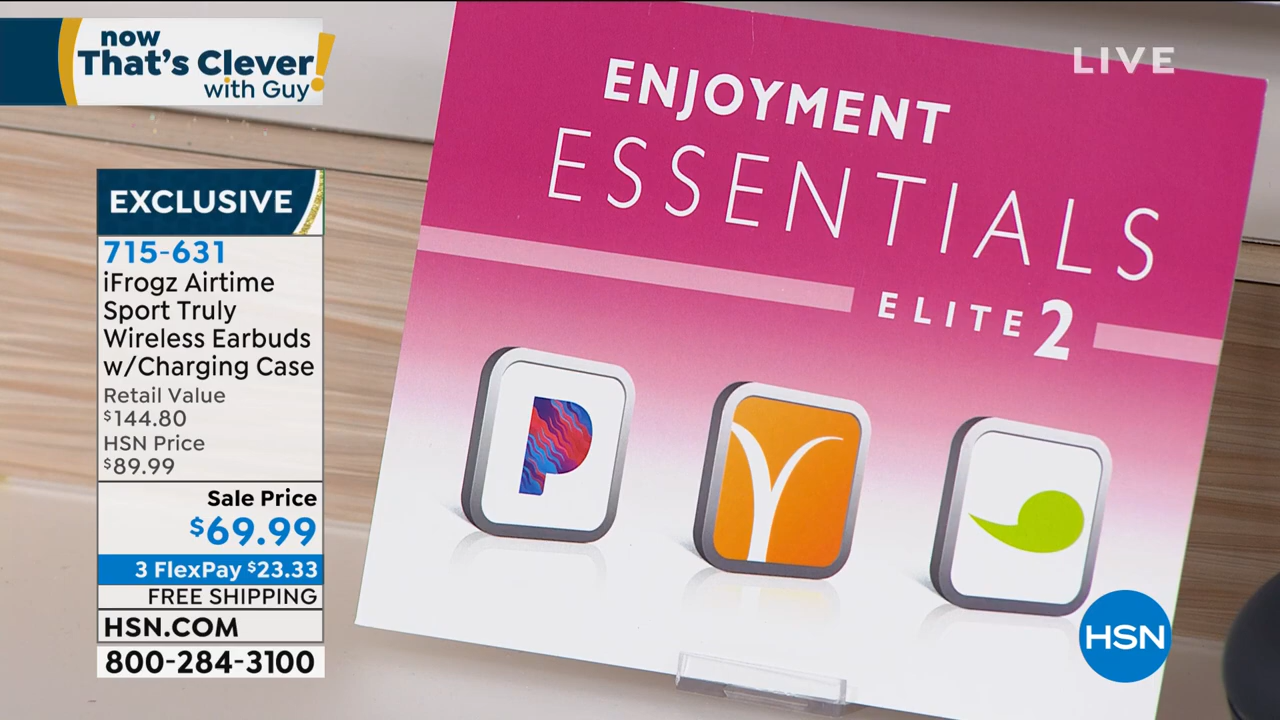 now
That's Clever!
with Guy
LIVE
EXCLUSIVE
715-631
iFrogz Airtime
Sport Truly
Wireless Earbuds
w/Charging Case
Retail Value
$144.80
HSN Price
$89.99
Sale Price
$69.99
3 FlexPay $23.33
FREE SHIPPING
HSN.COM
800-284-3100
ENJOYMENT
ESSENTIALS
ELITE 2
HSN